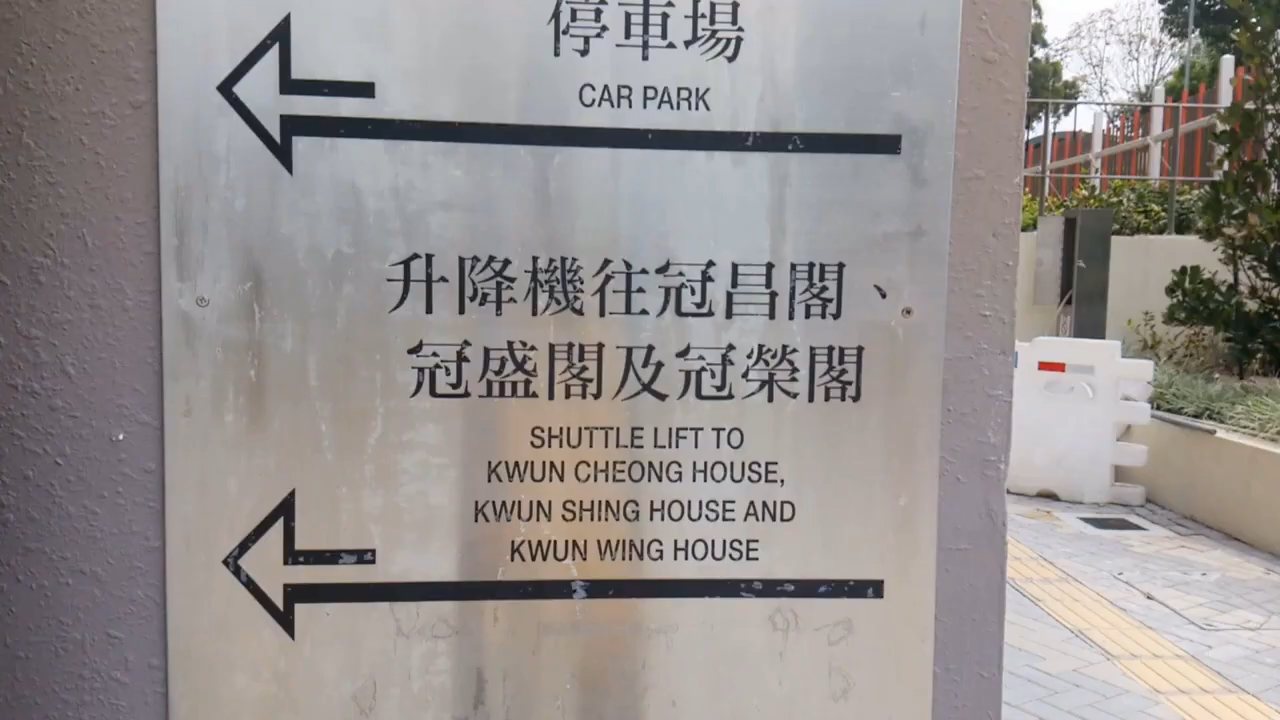 停車場
CAR PARK
升降機往冠昌閣、
冠盛閣及冠榮閣
SHUTTLE LIFT TO
KWUN CHEONG HOUSE,
KWUN SHING HOUSE AND
KWUN WING HOUSE